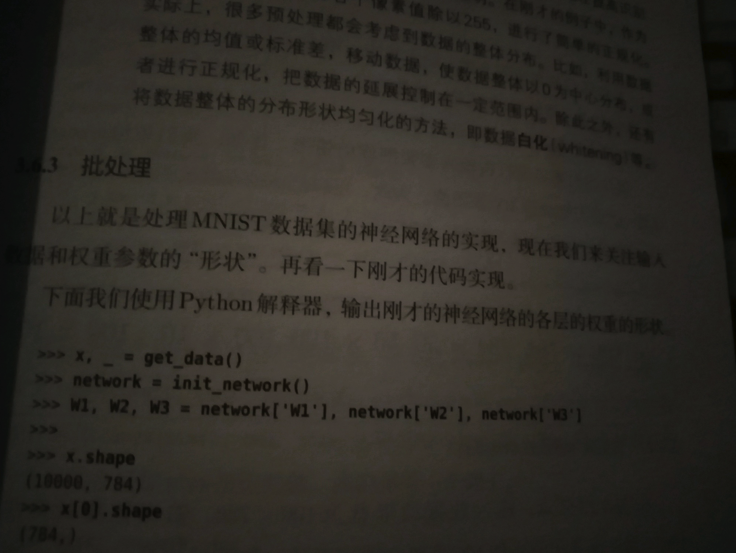 像素值除以255，进行了简单的正规化。
实际上，很多预处理都会考虑到数据的整体分布。比如，利用数据
整体的均值或标准差，移动数据，使数据整体以0为中心分布，或
者进行正规化，把数据的延展控制在一定范围内。除此之外，还有
将数据整体的分布形状均匀化的方法，即数据白化（whitening）等。
3.6.3 批处理
以上就是处理MNIST数据集的神经网络的实现，现在我们来关注输入
数据和权重参数的“形状”。再看一下刚才的代码实现。
下面我们使用Python解释器，输出刚才的神经网络的各层的权重的形状
>>> x, _ = get_data()
>>> network = init_network()
>>> W1, W2, W3 = network['W1'], network['W2'], network['W3']
>>>
>>> x.shape
(10000, 784)
>>> x[0].shape
(784,)